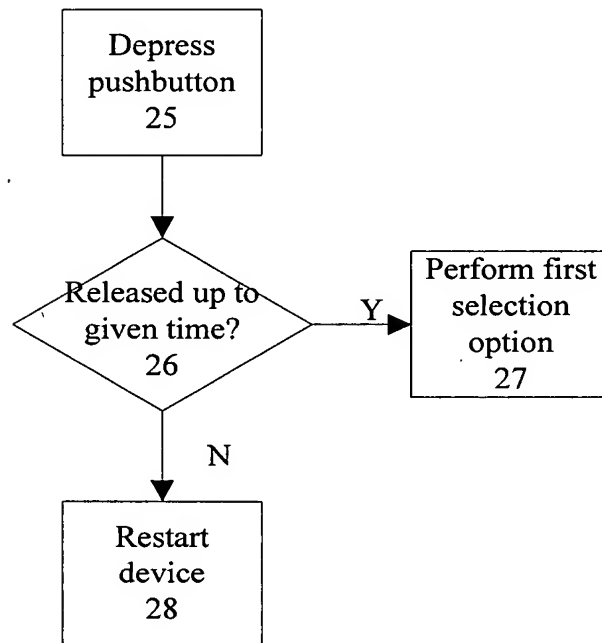 Depress
pushbutton
25
Released up to
given time?
26
Y
Perform first
selection
option
27
N
Restart
device
28